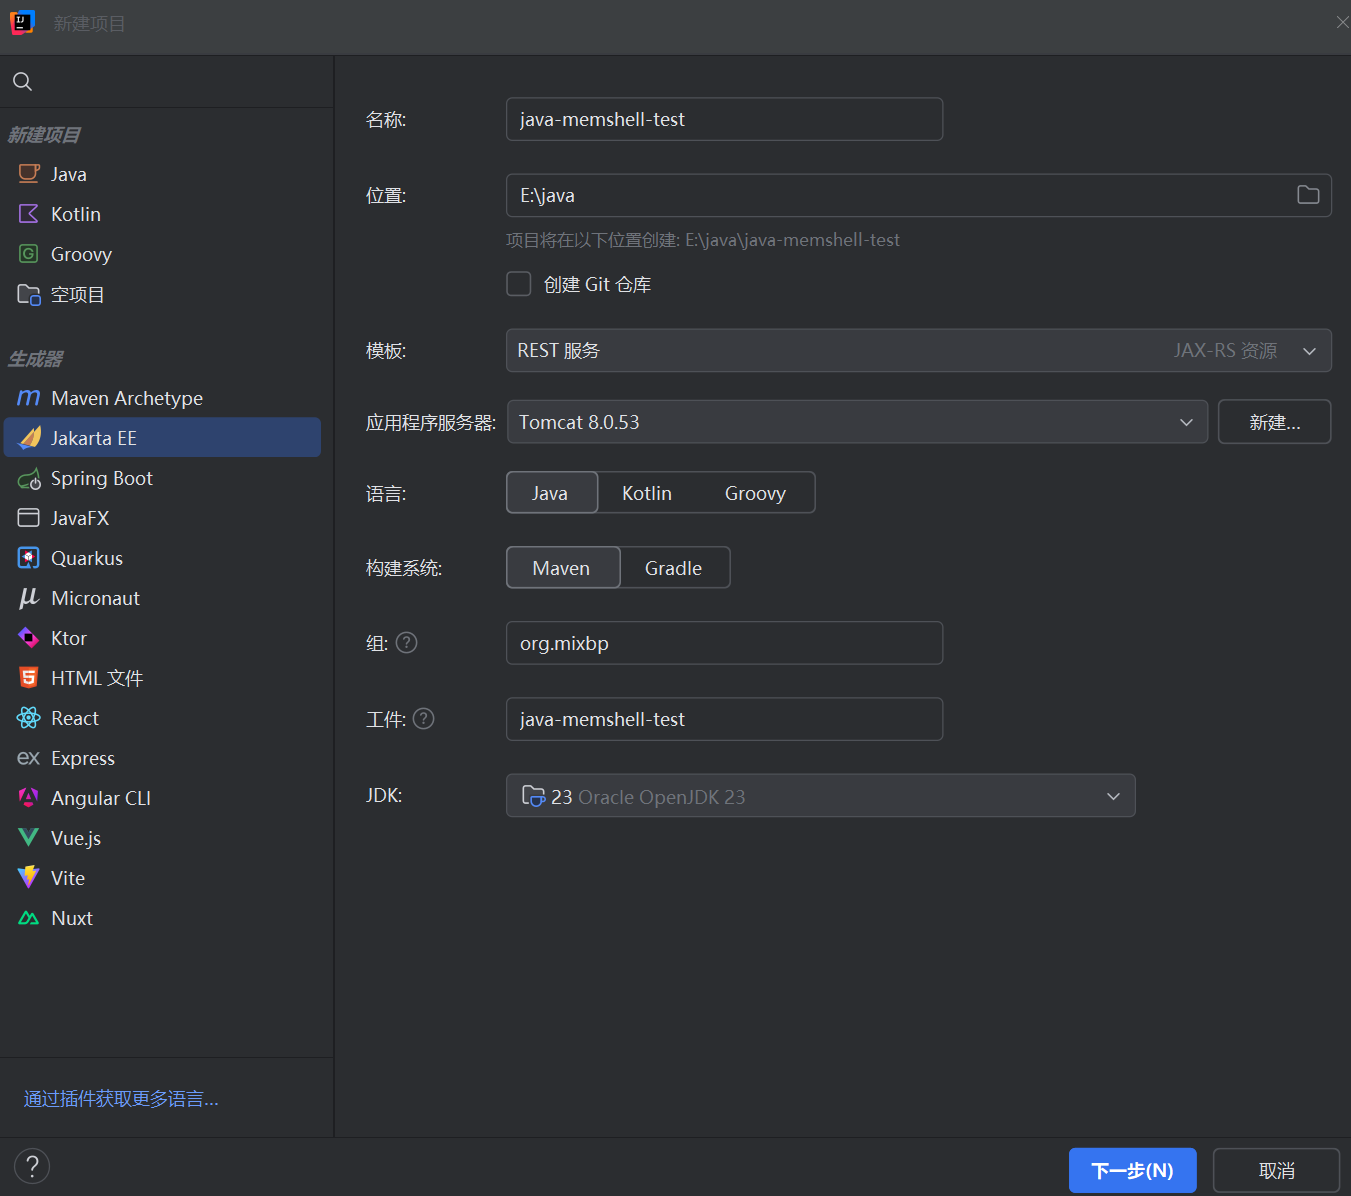 新建项目
新建项目
Java
Kotlin
Groovy
空项目
生成器
Maven Archetype
Jakarta EE
Spring Boot
JavaFX
Quarkus
Micronaut
Ktor
HTML 文件
React
Express
Angular CLI
Vue.js
Vite
Nuxt
通过插件获取更多语言...
名称: java-memshell-test
位置: E:\java
项目将在以下位置创建: E:\java\java-memshell-test
创建 Git 仓库
模板: REST 服务 JAX-RS 资源
应用程序服务器: Tomcat 8.0.53 新建...
语言: Java Kotlin Groovy
构建系统: Maven Gradle
组: ? org.mixbp
工件: ? java-memshell-test
JDK: 23 Oracle OpenJDK 23
? 下一步(N) 取消